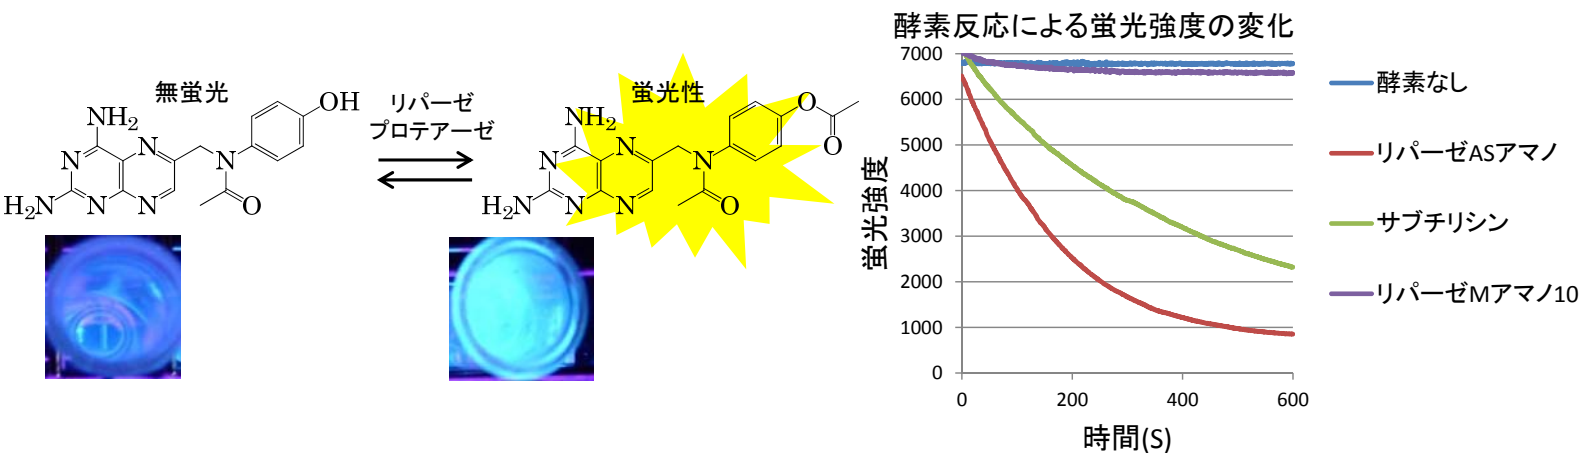 無蛍光
OH
NH₂
N
N
N
N
N
H₂N
O
リパーゼ
プロテアーゼ
蛍光性
O
O
NH₂
N
N
N
N
N
H₂N
O
酵素反応による蛍光強度の変化
7000
6000
5000
4000
3000
2000
1000
0
蛍光強度
0 200 400 600
時間(S)
酵素なし
リパーゼASアマノ
サブチリシン
リパーゼMアマノ10